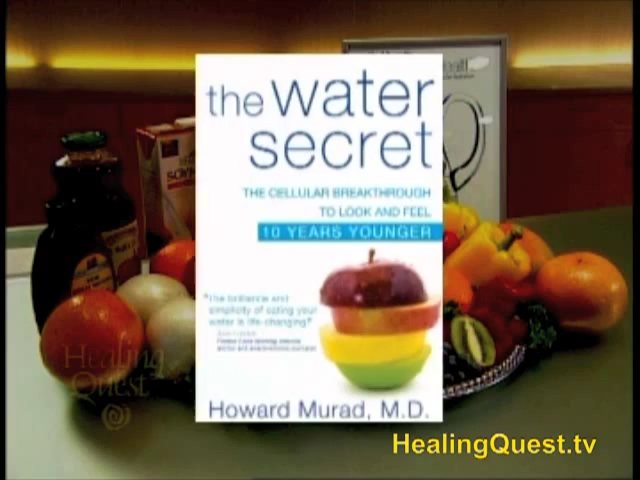 the water
secret
THE CELLULAR BREAKTHROUGH
TO LOOK AND FEEL
10 YEARS YOUNGER
"The brilliance and
simplicity of eating your
water is life-changing"
Howard Murad, M.D.
Healing
Quest
HealingQuest.tv